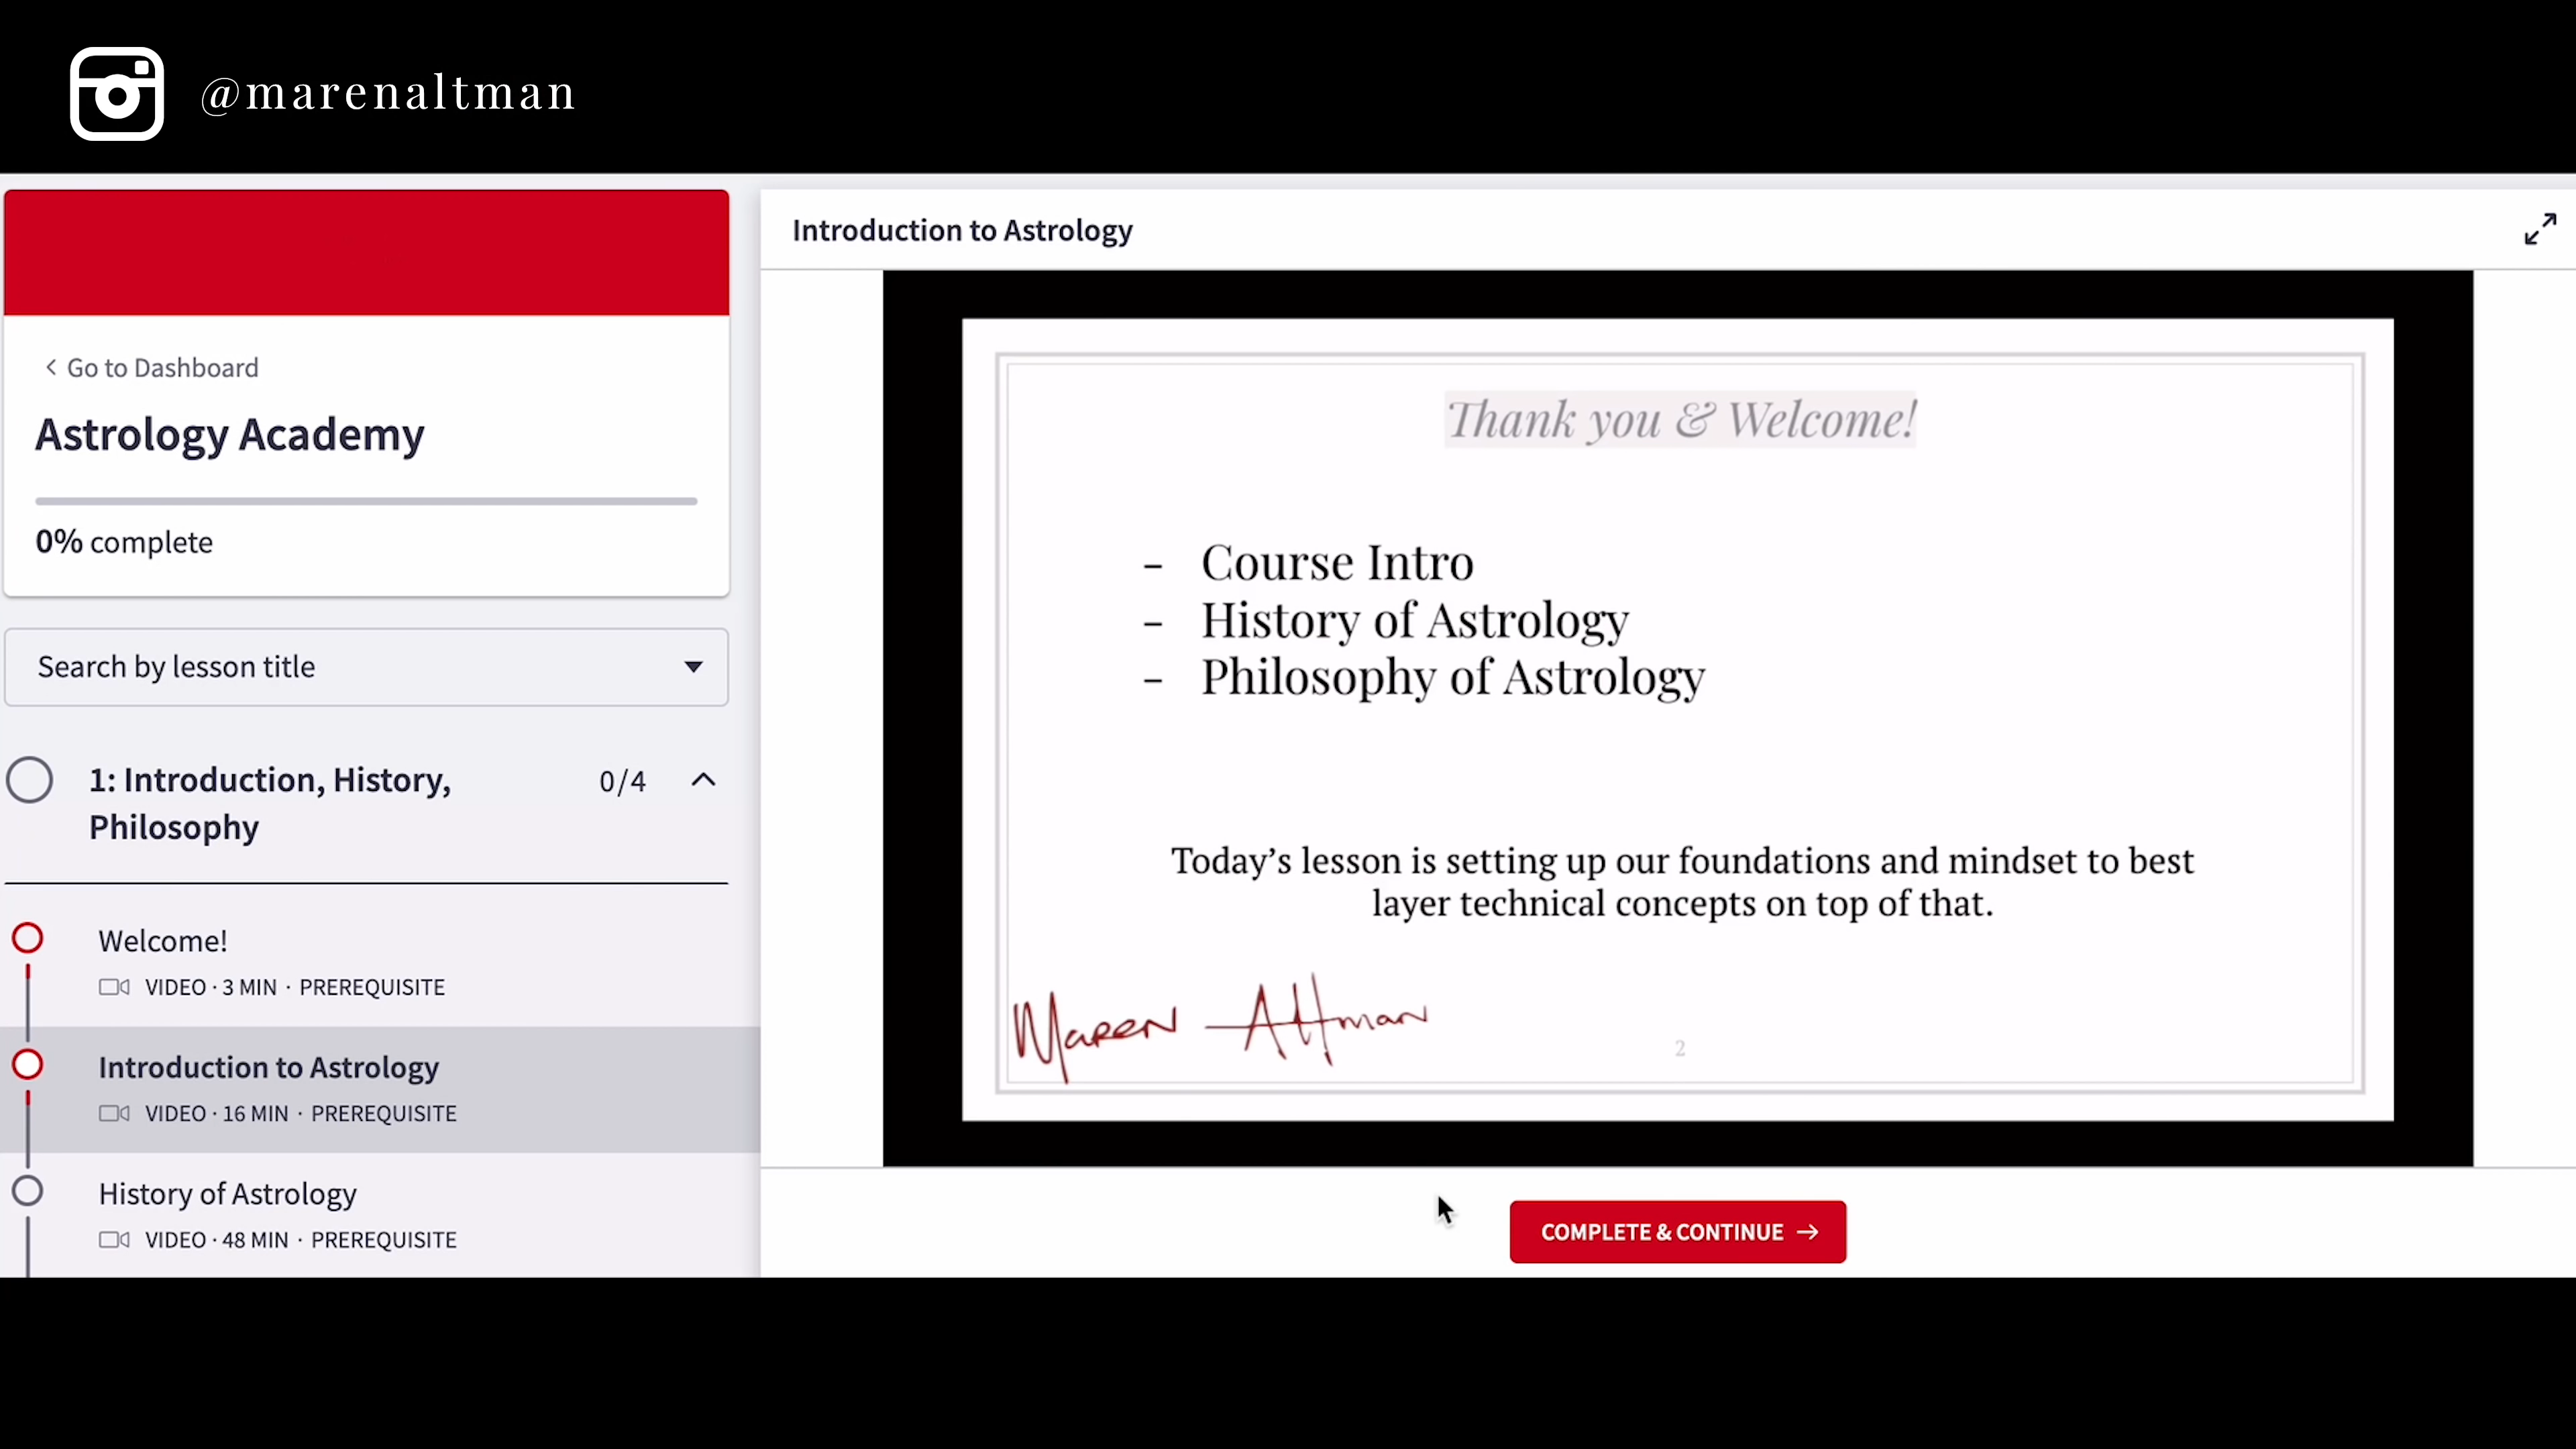 @marenaltman
Go to Dashboard
Astrology Academy
0% complete
Search by lesson title
1: Introduction, History,
Philosophy
0/4
Welcome!
VIDEO · 3 MIN · PREREQUISITE
Introduction to Astrology
VIDEO · 16 MIN · PREREQUISITE
History of Astrology
VIDEO · 48 MIN · PREREQUISITE
Introduction to Astrology
Thank you & Welcome!
- Course Intro
- History of Astrology
- Philosophy of Astrology
Today’s lesson is setting up our foundations and mindset to best
layer technical concepts on top of that.
Maren Altman
2
COMPLETE & CONTINUE →